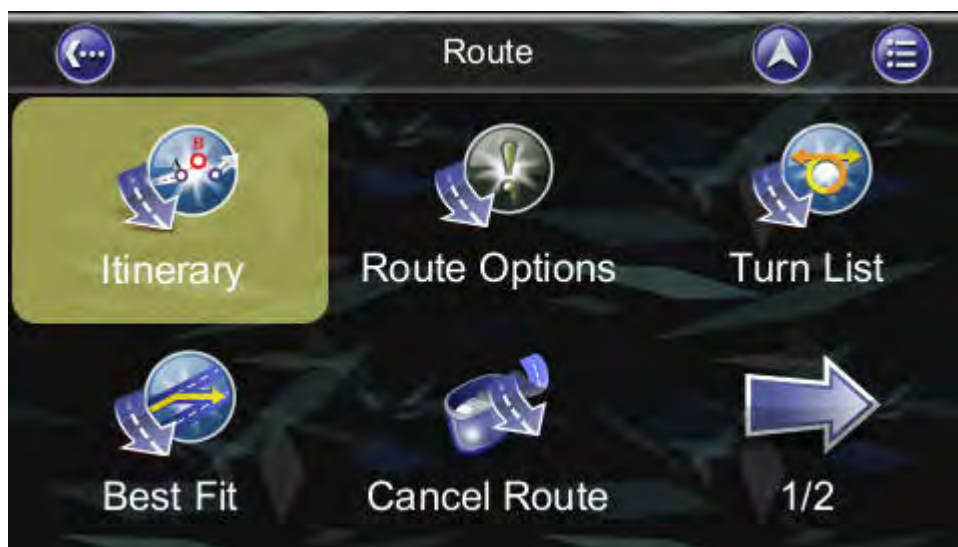 Route
Itinerary
Route Options
Turn List
Best Fit
Cancel Route
1/2